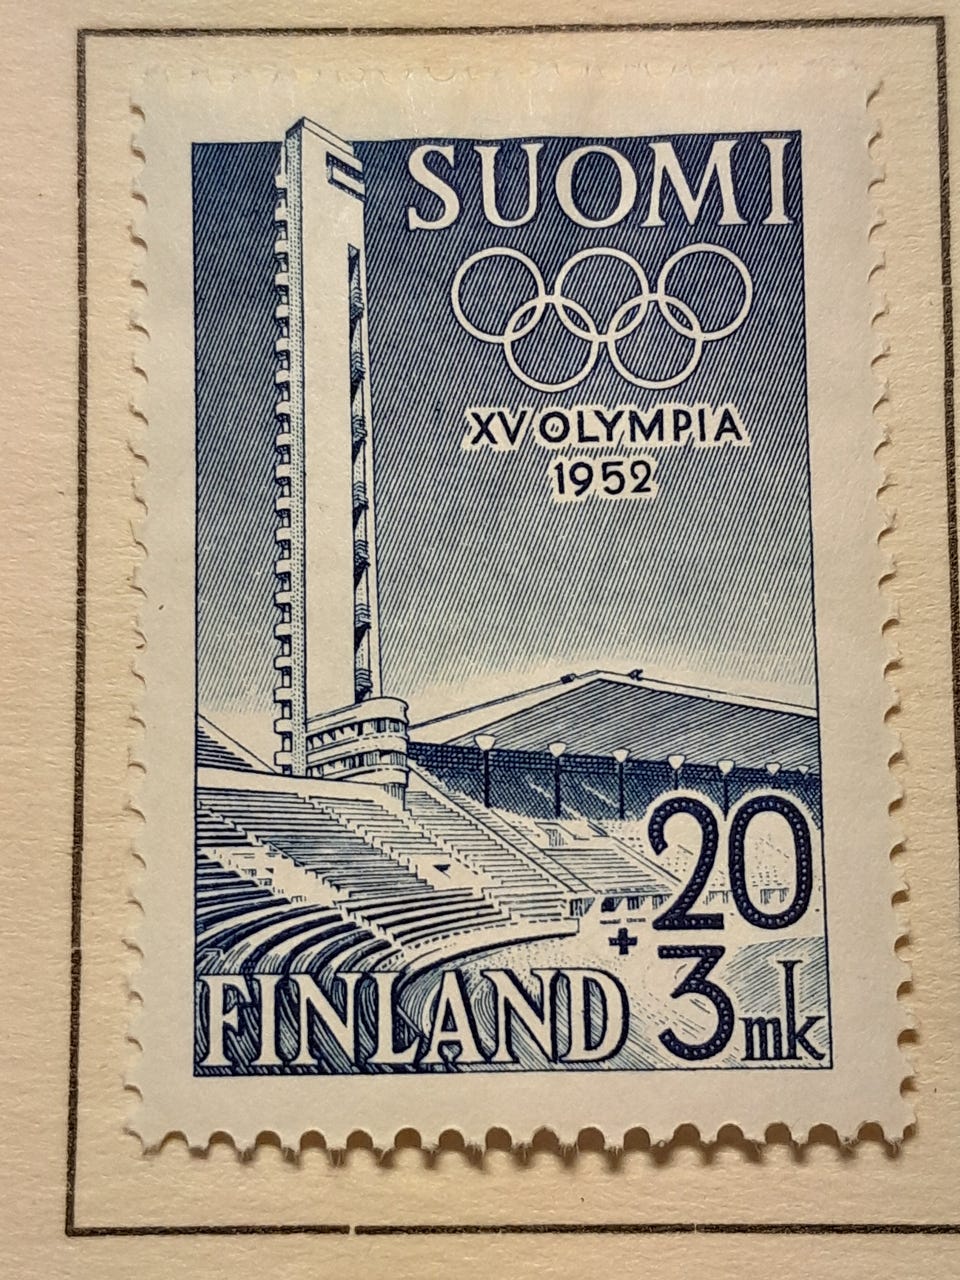 SUOMI
XV OLYMPIA
1952
20
+
3 mk
FINLAND